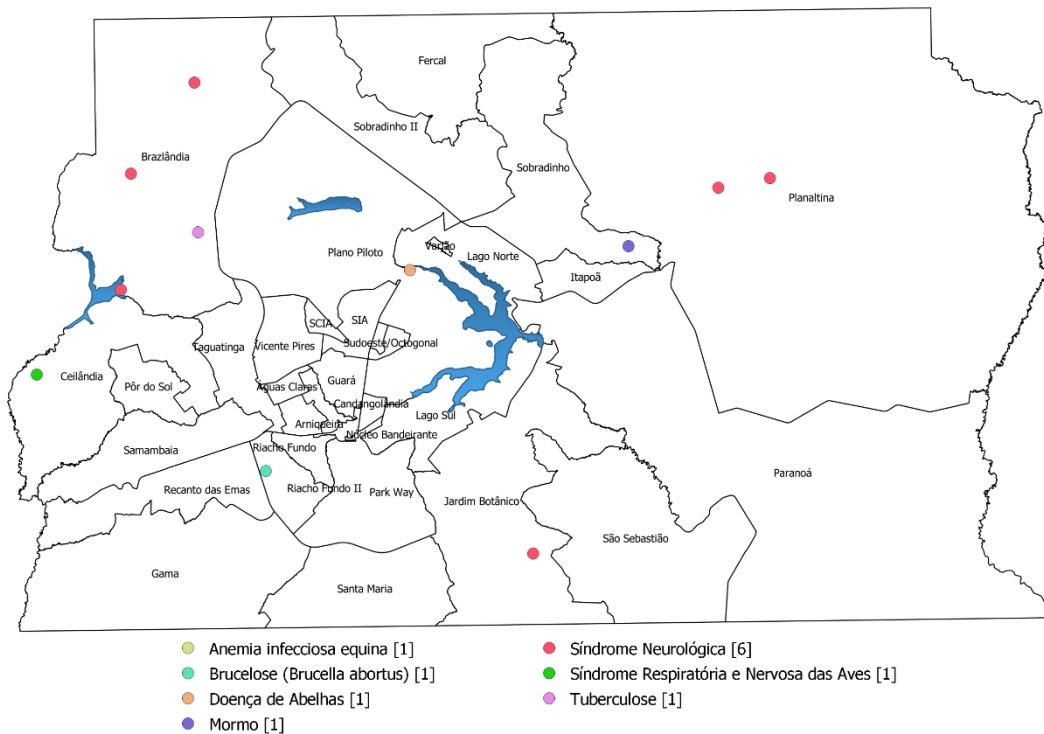 Fercal
Sobradinho II
Brazlândia
Sobradinho
Planaltina
Varjão
Plano Piloto
Lago Norte
Itapoã
SCIA
SIA
Taguatinga
Vicente Pires
Sudoeste/Octogonal
Ceilândia
Pôr do Sol
Águas Claras
Guará
Candangolândia
Lago Sul
Arniqueira
Núcleo Bandeirante
Samambaia
Riacho Fundo
Paranoá
Recanto das Emas
Riacho Fundo II
Park Way
Jardim Botânico
São Sebastião
Gama
Santa Maria
Anemia infecciosa equina [1]
Brucelose (Brucella abortus) [1]
Doença de Abelhas [1]
Mormo [1]
Síndrome Neurológica [6]
Síndrome Respiratória e Nervosa das Aves [1]
Tuberculose [1]